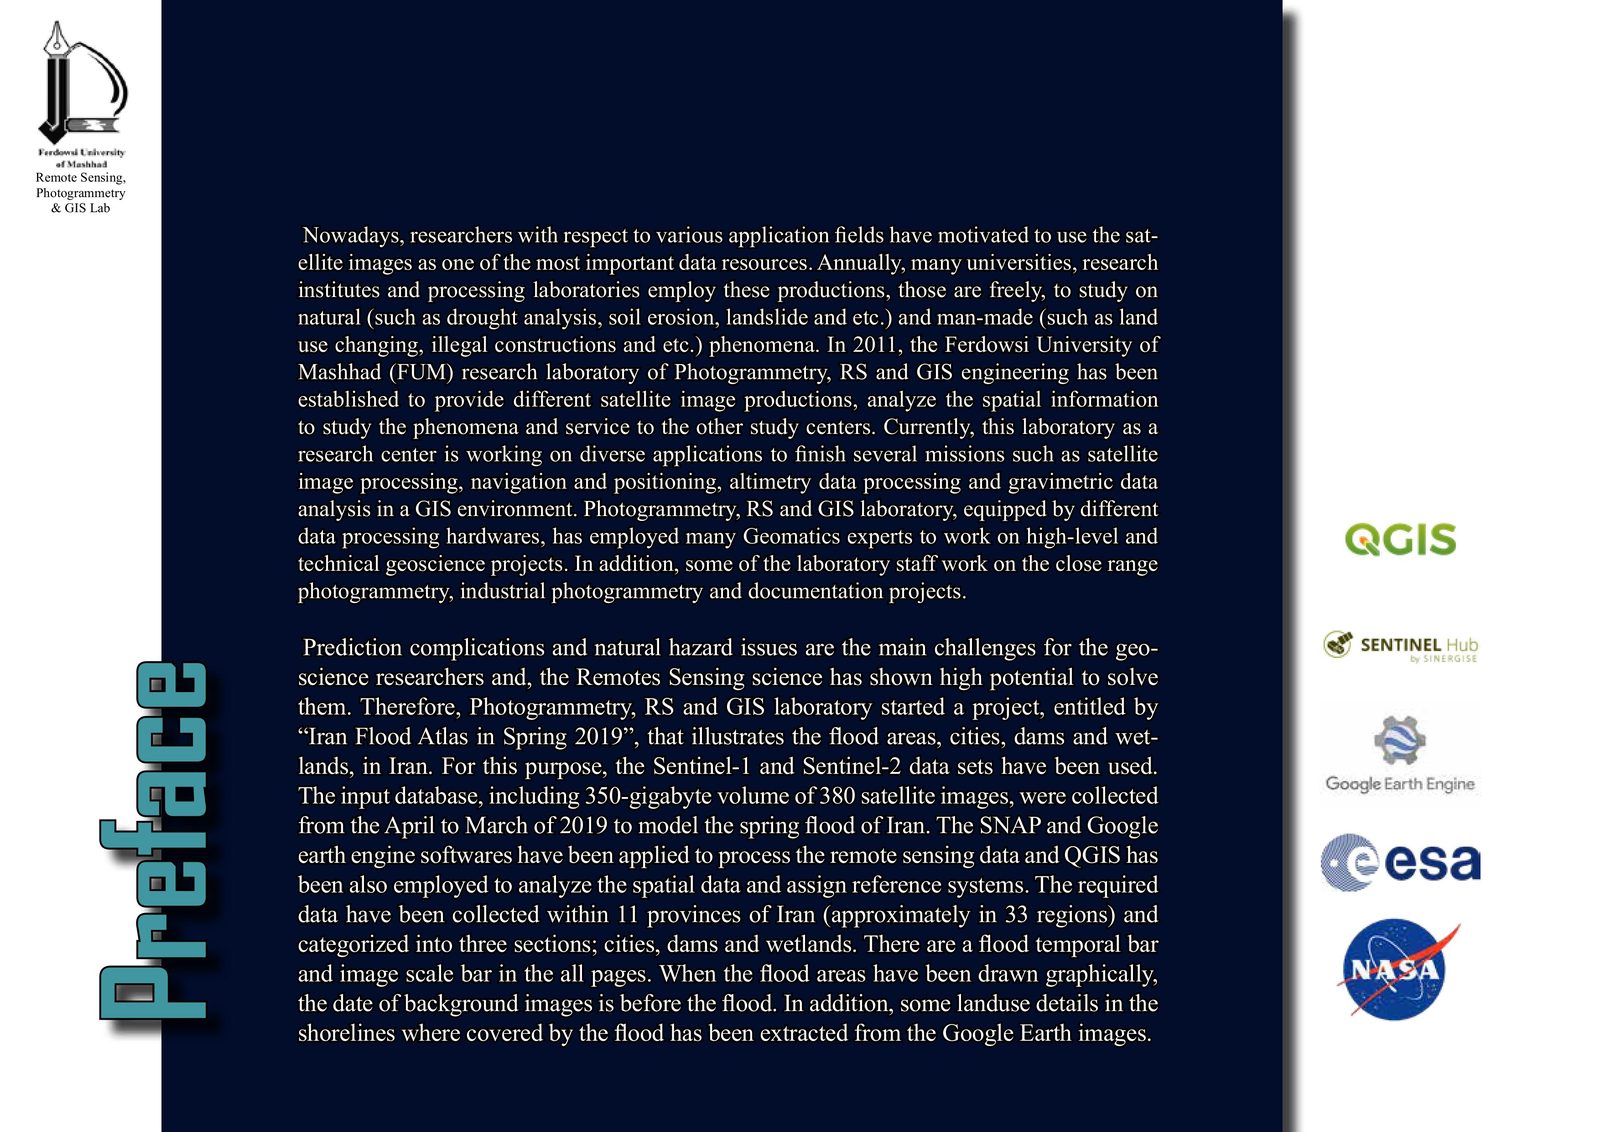 Ferdowsi University
of Mashhad
Remote Sensing,
Photogrammetry
& GIS Lab
Preface
Nowadays, researchers with respect to various application fields have motivated to use the sat-
ellite images as one of the most important data resources. Annually, many universities, research
institutes and processing laboratories employ these productions, those are freely, to study on
natural (such as drought analysis, soil erosion, landslide and etc.) and man-made (such as land
use changing, illegal constructions and etc.) phenomena. In 2011, the Ferdowsi University of
Mashhad (FUM) research laboratory of Photogrammetry, RS and GIS engineering has been
established to provide different satellite image productions, analyze the spatial information
to study the phenomena and service to the other study centers. Currently, this laboratory as a
research center is working on diverse applications to finish several missions such as satellite
image processing, navigation and positioning, altimetry data processing and gravimetric data
analysis in a GIS environment. Photogrammetry, RS and GIS laboratory, equipped by different
data processing hardwares, has employed many Geomatics experts to work on high-level and
technical geoscience projects. In addition, some of the laboratory staff work on the close range
photogrammetry, industrial photogrammetry and documentation projects.
Prediction complications and natural hazard issues are the main challenges for the geo-
science researchers and, the Remotes Sensing science has shown high potential to solve
them. Therefore, Photogrammetry, RS and GIS laboratory started a project, entitled by
“Iran Flood Atlas in Spring 2019”, that illustrates the flood areas, cities, dams and wet-
lands, in Iran. For this purpose, the Sentinel-1 and Sentinel-2 data sets have been used.
The input database, including 350-gigabyte volume of 380 satellite images, were collected
from the April to March of 2019 to model the spring flood of Iran. The SNAP and Google
earth engine softwares have been applied to process the remote sensing data and QGIS has
been also employed to analyze the spatial data and assign reference systems. The required
data have been collected within 11 provinces of Iran (approximately in 33 regions) and
categorized into three sections; cities, dams and wetlands. There are a flood temporal bar
and image scale bar in the all pages. When the flood areas have been drawn graphically,
the date of background images is before the flood. In addition, some landuse details in the
shorelines where covered by the flood has been extracted from the Google Earth images.
QGIS
SENTINEL Hub
by SINERGISE
Google Earth Engine
esa
NASA